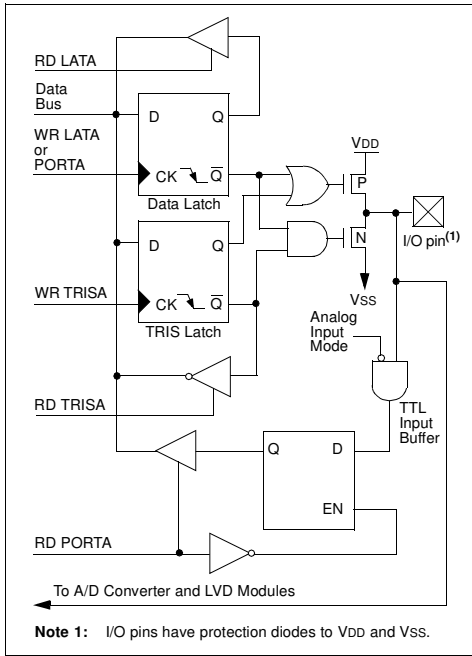 RD LATA
Data
Bus
WR LATA
or
PORTA
D Q
CK Q
Data Latch
VDD
P
N
I/O pin(1)
VSS
D Q
WR TRISA
CK Q
TRIS Latch
Analog
Input
Mode
RD TRISA
TTL
Input
Buffer
Q D
EN
RD PORTA
To A/D Converter and LVD Modules
Note 1: I/O pins have protection diodes to VDD and VSS.